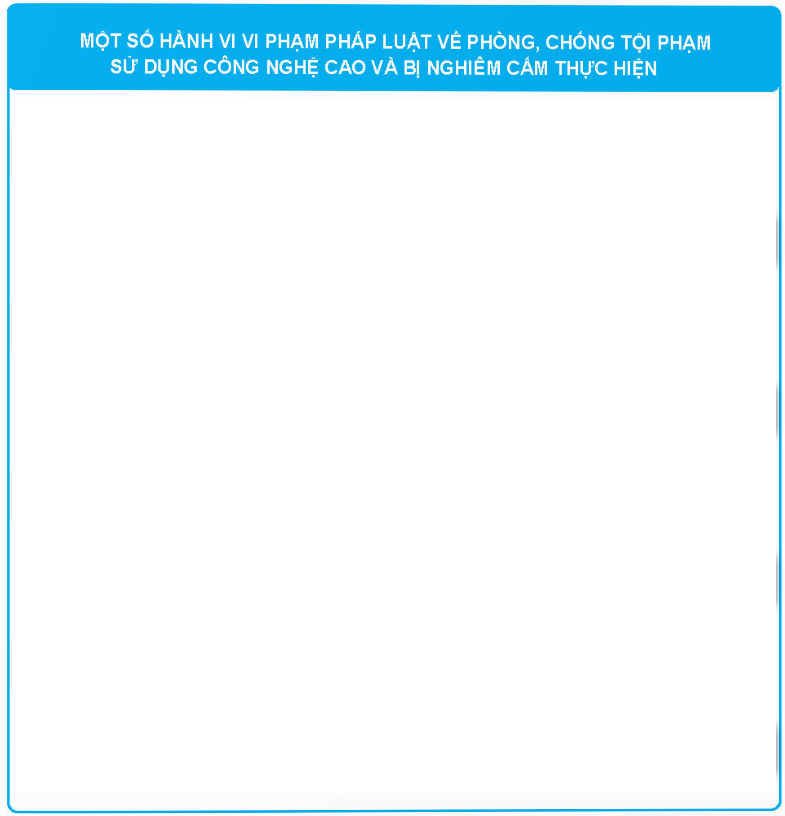 MỘT SỐ HÀNH VI VI PHẠM PHÁP LUẬT VỀ PHÒNG, CHỐNG TỘI PHẠM
SỬ DỤNG CÔNG NGHỆ CAO VÀ BỊ NGHIÊM CẤM THỰC HIỆN